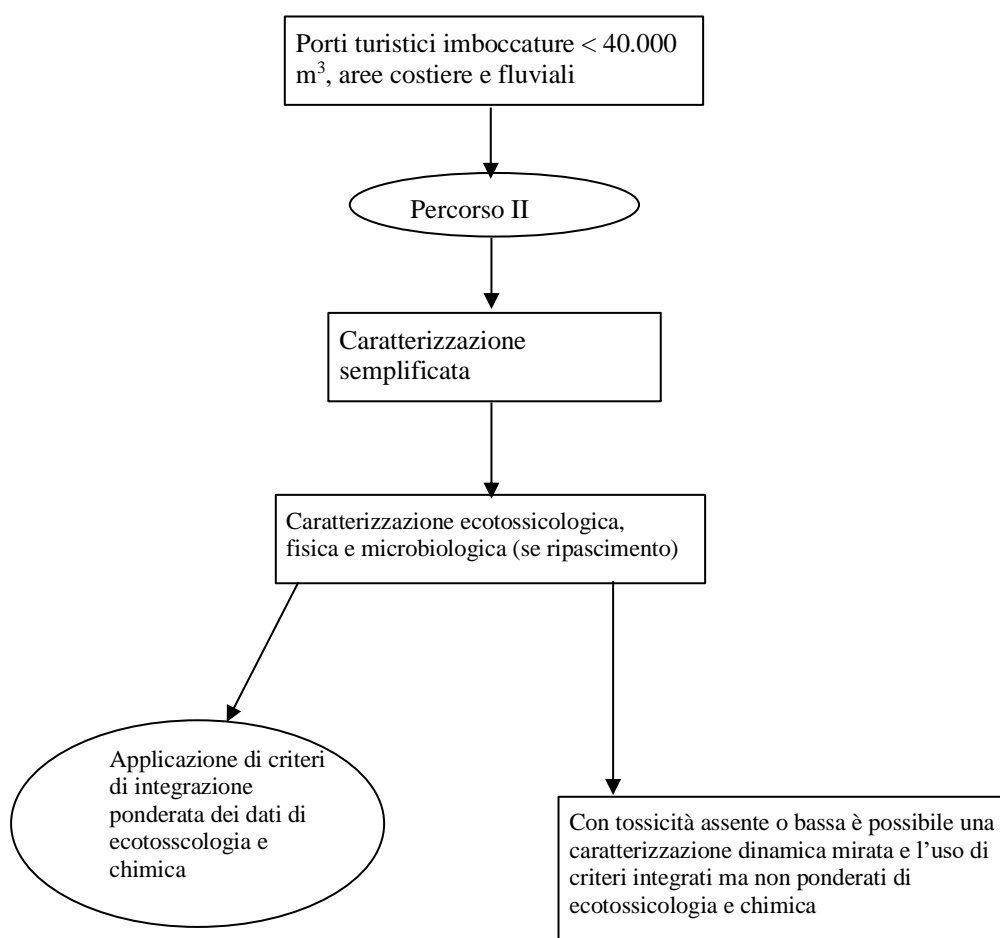 Porti turistici imboccature < 40.000
m³, aree costiere e fluviali
Percorso II
Caratterizzazione
semplificata
Caratterizzazione ecotossicologica,
fisica e microbiologica (se ripascimento)
Applicazione di criteri
di integrazione
ponderata dei dati di
ecotosscologia e
chimica
Con tossicità assente o bassa è possibile una
caratterizzazione dinamica mirata e l’uso di
criteri integrati ma non ponderati di
ecotossicologia e chimica